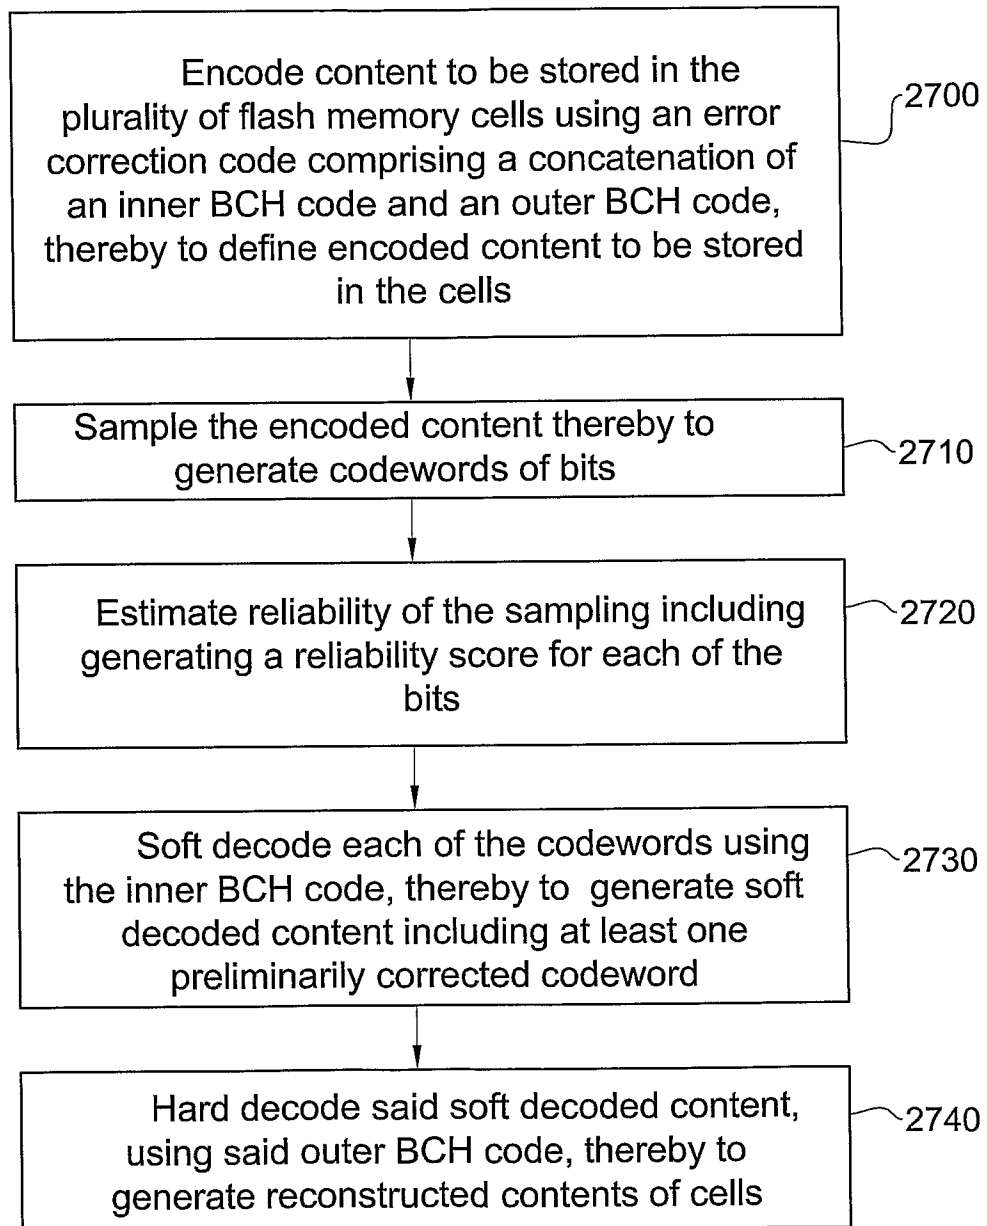 Encode content to be stored in the
plurality of flash memory cells using an error
correction code comprising a concatenation of
an inner BCH code and an outer BCH code,
thereby to define encoded content to be stored
in the cells
2700
Sample the encoded content thereby to
generate codewords of bits
2710
Estimate reliability of the sampling including
generating a reliability score for each of the
bits
2720
Soft decode each of the codewords using
the inner BCH code, thereby to generate soft
decoded content including at least one
preliminarily corrected codeword
2730
Hard decode said soft decoded content,
using said outer BCH code, thereby to
generate reconstructed contents of cells
2740